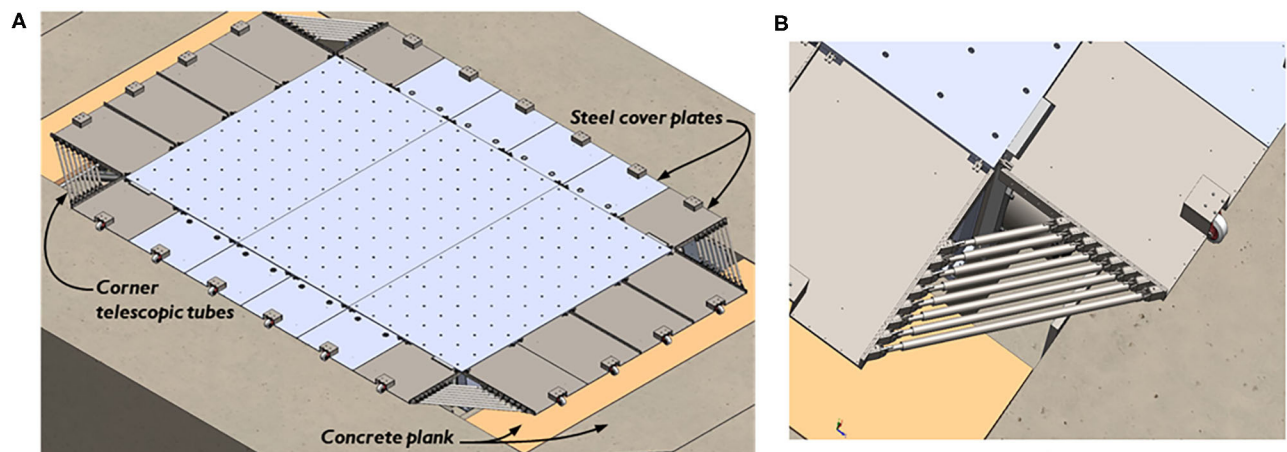 A
B
Steel cover plates
Corner
telescopic tubes
Concrete plank